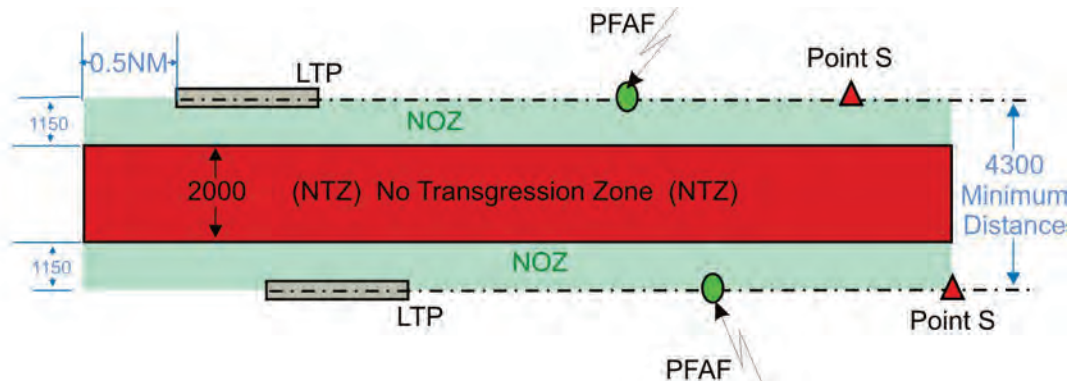 PFAF
0.5NM
LTP
Point S
1150
NOZ
2000 (NTZ) No Transgression Zone (NTZ)
4300
Minimum
Distances
1150
NOZ
LTP
Point S
PFAF